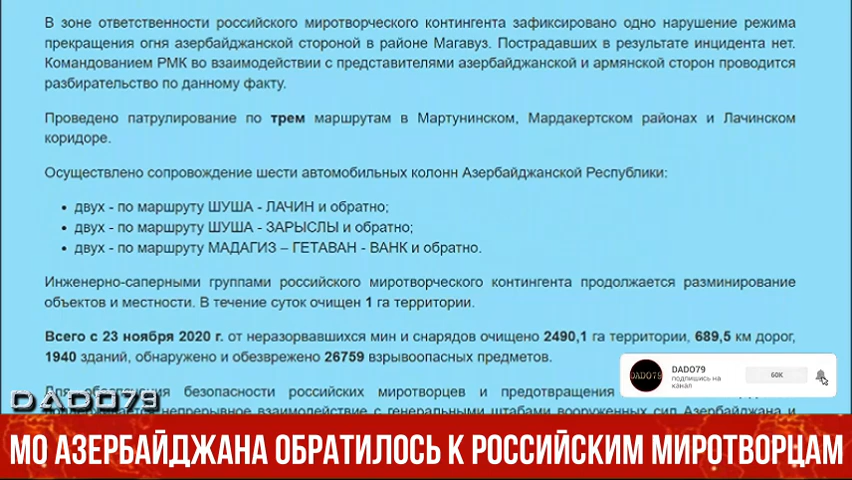 В зоне ответственности российского миротворческого контингента зафиксировано одно нарушение режима
прекращения огня азербайджанской стороной в районе Магавуз. Пострадавших в результате инцидента нет.
Командованием РМК во взаимодействии с представителями азербайджанской и армянской сторон проводится
разбирательство по данному факту.
Проведено патрулирование по трем маршрутам в Мартунинском, Мардакертском районах и Лачинском
коридоре.
Осуществлено сопровождение шести автомобильных колонн Азербайджанской Республики:
• двух - по маршруту ШУША - ЛАЧИН и обратно;
• двух - по маршруту ШУША - ЗАРЫСЛЫ и обратно;
• двух - по маршруту МАДАГИЗ – ГЕТАВАН - ВАНК и обратно.
Инженерно-саперными группами российского миротворческого контингента продолжается разминирование
объектов и местности. В течение суток очищен 1 га территории.
Всего с 23 ноября 2020 г. от неразорвавшихся мин и снарядов очищено 2490,1 га территории, 689,5 км дорог,
1940 зданий, обнаружено и обезврежено 26759 взрывоопасных предметов.
DADO79
DADO79
подпишись на
канал
60K
Для обеспечения безопасности российских миротворцев и предотвращения
непрерывное взаимодействие с генеральными штабами вооруженных сил Азербайджана и
DADO79
МО АЗЕРБАЙДЖАНА ОБРАТИЛОСЬ К РОССИЙСКИМ МИРОТВОРЦАМ